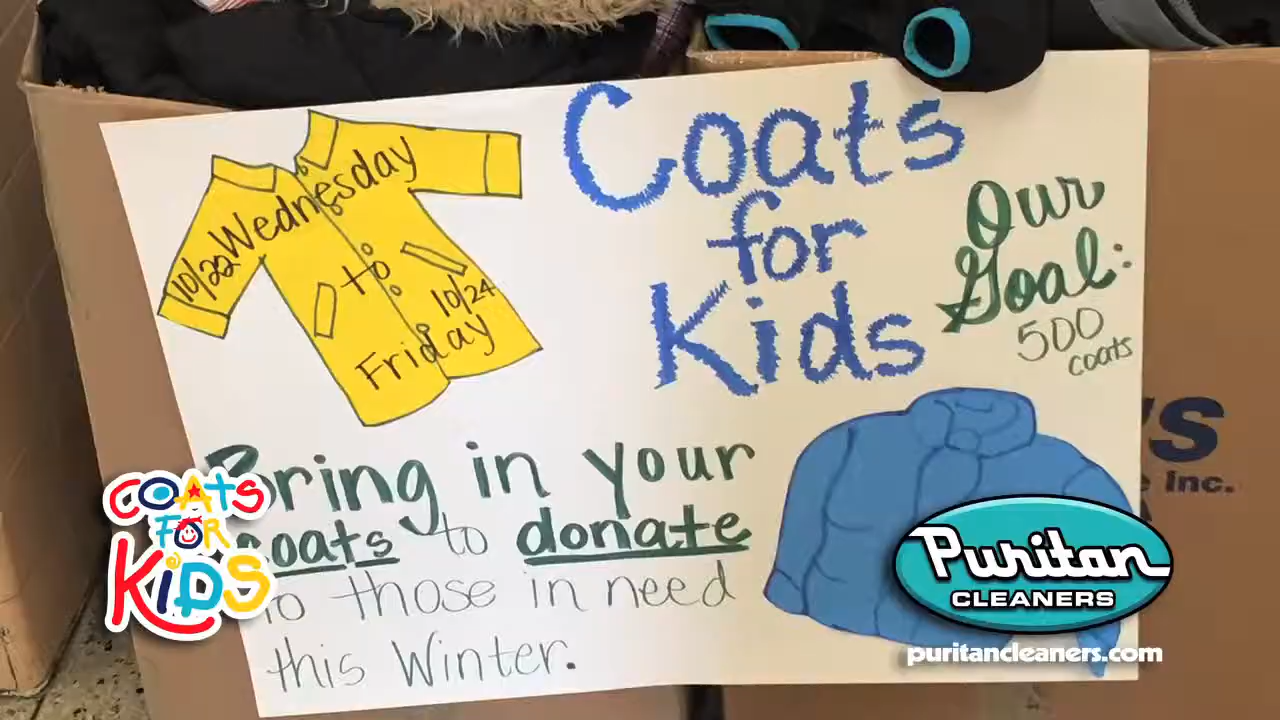 Coats
for
Kids
Our
Goal:
500
coats
10/22 Wednesday
to
10/24
Friday
Bring in your
coats to donate
to those in need
this Winter.
'S
e Inc.
COATS
FOR
KiDS
Puritan
CLEANERS
puritancleaners.com